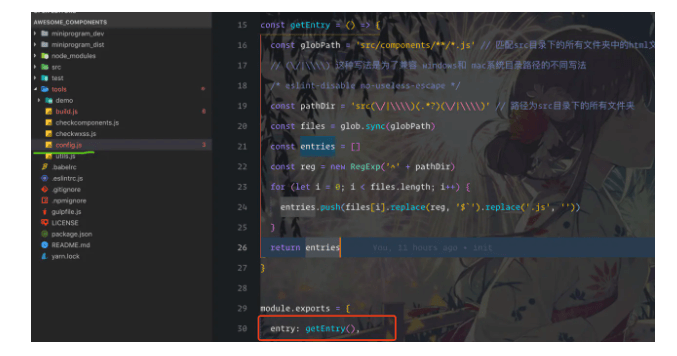 AWESOME_COMPONENTS
miniprogram_dev
miniprogram_dist
node_modules
src
test
tools
demo
build.js 6
checkcomponents.js
checkwxss.js
config.js 3
utils.js
.babelrc
.eslintrc.js
.gitignore
.npmignore
gulpfile.js
LICENSE
package.json
README.md
yarn.lock
15 const getEntry = () => {
16 const globPath = 'src/components/**/*.js' // 匹配src目录下的所有文件夹中的html文
17 // (\/|\\\\) 这种写法是为了兼容 windows和 mac系统目录路径的不同写法
18 /* eslint-disable no-useless-escape */
19 const pathDir = 'src(\/|\\\\)(.*?)(\/|\\\\)' // 路径为src目录下的所有文件夹
20 const files = glob.sync(globPath)
21 const entries = []
22 const reg = new RegExp('^' + pathDir)
23 for (let i = 0; i < files.length; i++) {
24 entries.push(files[i].replace(reg, '$`').replace('.js', ''))
25 }
26 return entries You, 11 hours ago • init
27 }
28
29 module.exports = {
30 entry: getEntry(),